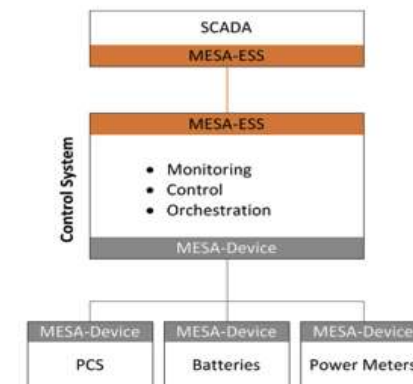 SCADA
MESA-ESS
MESA-ESS
Control System
• Monitoring
• Control
• Orchestration
MESA-Device
MESA-Device MESA-Device MESA-Device
PCS Batteries Power Meters